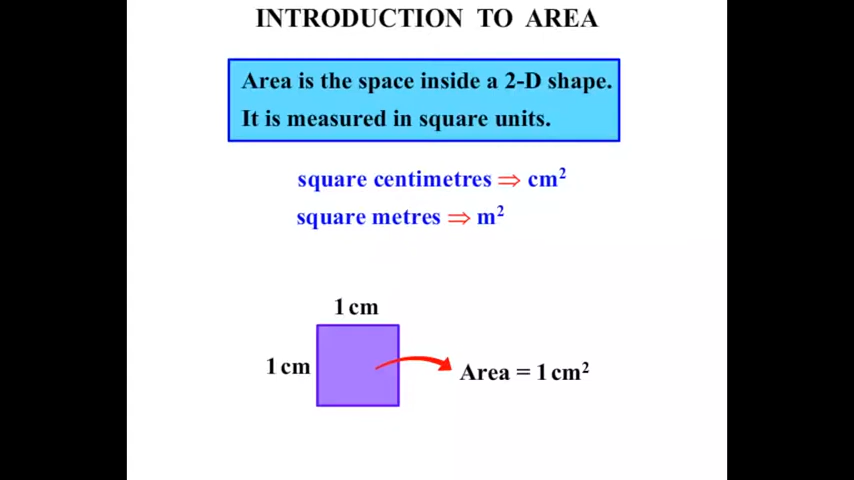 INTRODUCTION TO AREA
Area is the space inside a 2-D shape.
It is measured in square units.
square centimetres ⇒ cm²
square metres ⇒ m²
1 cm
1 cm
Area = 1 cm²